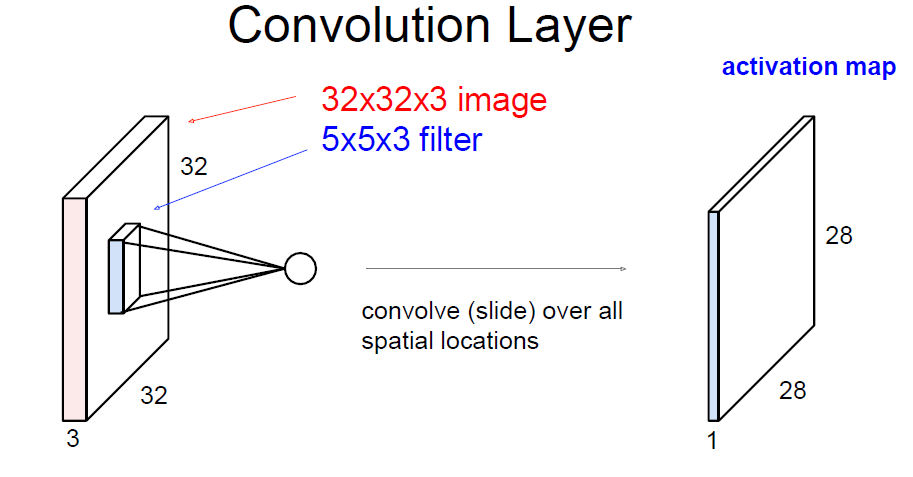 Convolution Layer
activation map
32x32x3 image
5x5x3 filter
32
28
convolve (slide) over all
spatial locations
32
28
3
1